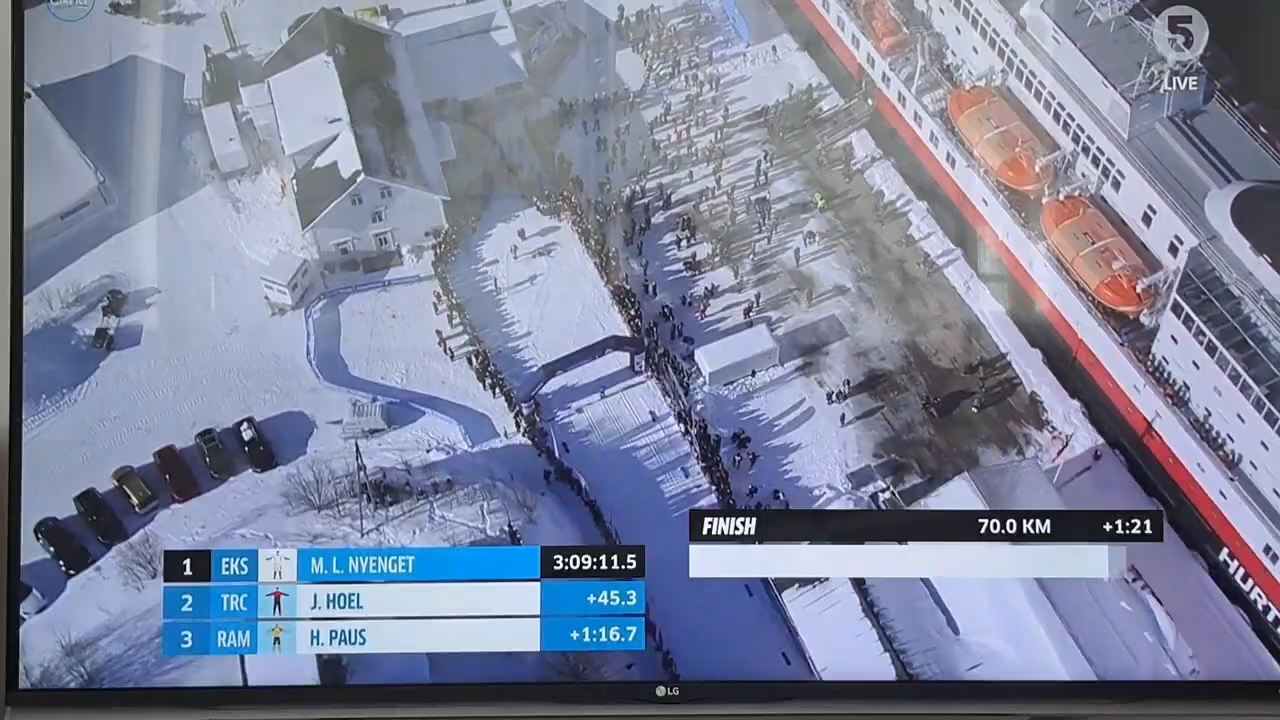 5
LIVE
FINISH 70.0 KM +1:21
1 EKS M. L. NYENGET 3:09:11.5
2 TRC J. HOEL +45.3
3 RAM H. PAUS +1:16.7
HURT
LG